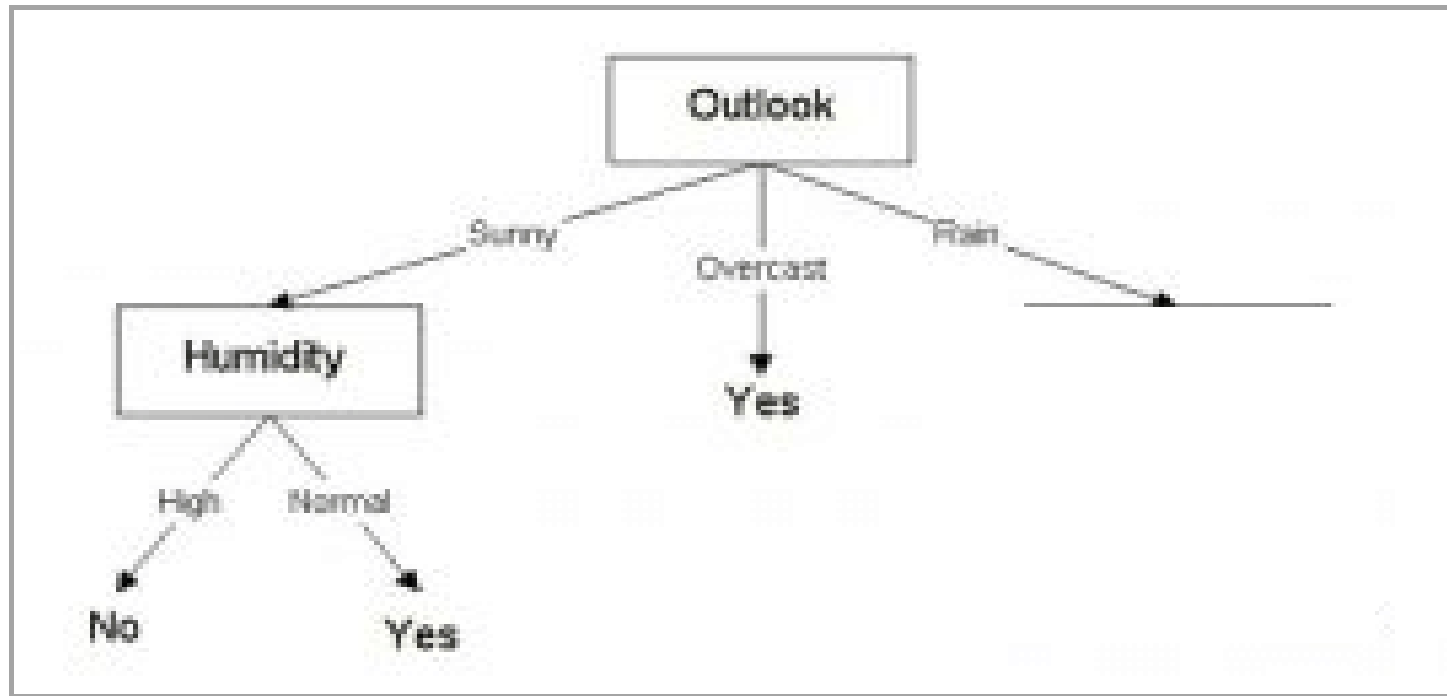 Outlook
Sunny
Overcast
Rain
Humidity
Yes
High
Normal
No
Yes